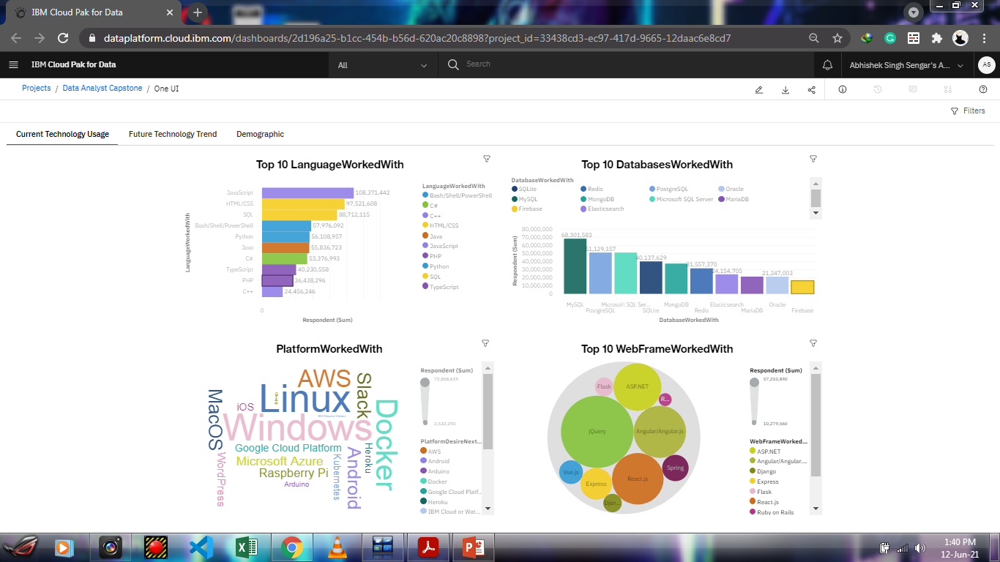 IBM Cloud Pak for Data
dataplatform.cloud.ibm.com/dashboards/2d196a25-b1cc-454b-b56d-620ac20c8898?project_id=33438cd3-ec97-417d-9665-12daac6e8cd7
IBM Cloud Pak for Data
All
Search
Abhishek Singh Sengar's A...
AS
Projects / Data Analyst Capstone / One UI
Filters
Current Technology Usage
Future Technology Trend
Demographic
Top 10 LanguageWorkedWith
LanguageWorkedWith
JavaScript 108,371,442
HTML/CSS 97,521,608
SQL 88,712,115
Bash/Shell/PowerShell 57,976,092
Python 56,108,957
Java 55,836,723
C# 53,376,993
TypeScript 40,230,558
PHP 36,438,296
C++ 24,456,246
0
Respondent (Sum)
LanguageWorkedWith
Bash/Shell/PowerShell
C#
C++
HTML/CSS
Java
JavaScript
PHP
Python
SQL
TypeScript
Top 10 DatabasesWorkedWith
DatabaseWorkedWith
SQLite Redis PostgreSQL Oracle
MySQL MongoDB Microsoft SQL Server MariaDB
Firebase Elasticsearch
Respondent (Sum)
80,000,000
70,000,000
60,000,000
50,000,000
40,000,000
30,000,000
20,000,000
10,000,000
0
68,301,583
51,129,157
40,137,629
31,557,370
24,154,705
21,247,003
MySQL Microsoft SQL Ser... MongoDB Elasticsearch Oracle
PostgreSQL SQLite Redis MariaDB Firebase
DatabaseWorkedWith
PlatformWorkedWith
AWS
Slack
Linux
MacOS
iOS
Windows
Docker
Google Cloud Platform
Microsoft Azure
Raspberry Pi
Arduino
WordPress
Kubernetes
Android
Heroku
Respondent (Sum)
72,858,619
2,532,293
PlatformDesireNext...
AWS
Android
Arduino
Docker
Google Cloud Platf...
Heroku
IBM Cloud or Wat...
Top 10 WebFrameWorkedWith
Flask
ASP.NET
R...
jQuery
Angular/Angular.js
Vue.js
Express
React.js
Spring
Djan...
Respondent (Sum)
57,310,840
10,279,560
WebFrameWorked...
ASP.NET
Angular/Angular....
Django
Express
Flask
React.js
Ruby on Rails
1:40 PM
12-Jun-21